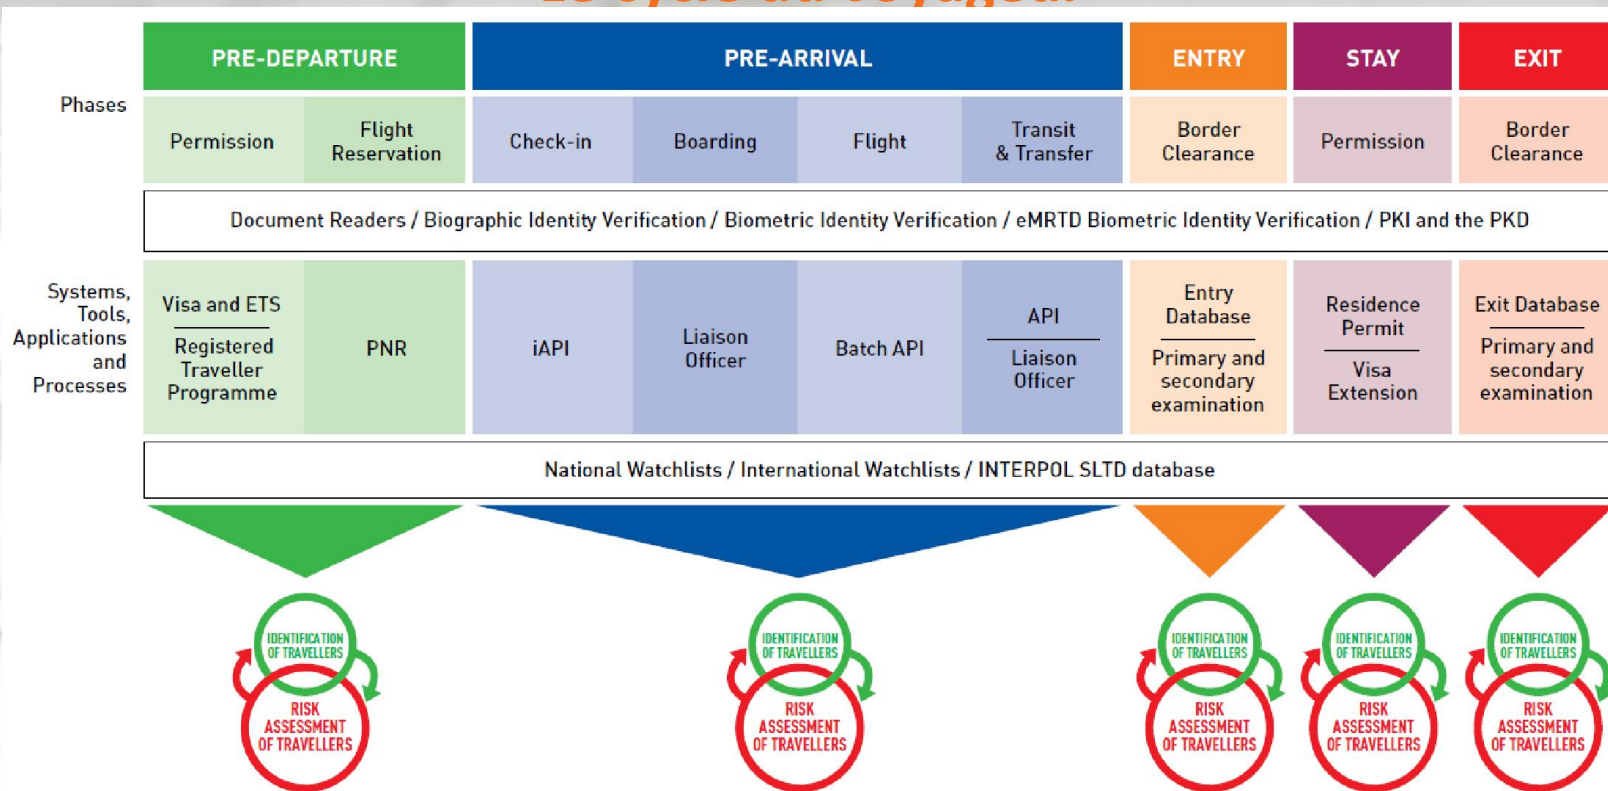 Le cycle du voyageur
PRE-DEPARTURE
PRE-ARRIVAL
ENTRY
STAY
EXIT
Phases
Permission
Flight
Reservation
Check-in
Boarding
Flight
Transit
& Transfer
Border
Clearance
Permission
Border
Clearance
Document Readers / Biographic Identity Verification / Biometric Identity Verification / eMRTD Biometric Identity Verification / PKI and the PKD
Systems,
Tools,
Applications
and
Processes
Visa and ETS
Registered
Traveller
Programme
PNR
iAPI
Liaison
Officer
Batch API
API
Liaison
Officer
Entry
Database
Primary and
secondary
examination
Residence
Permit
Visa
Extension
Exit Database
Primary and
secondary
examination
National Watchlists / International Watchlists / INTERPOL SLTD database
IDENTIFICATION
OF TRAVELLERS
RISK
ASSESSMENT
OF TRAVELLERS
IDENTIFICATION
OF TRAVELLERS
RISK
ASSESSMENT
OF TRAVELLERS
IDENTIFICATION
OF TRAVELLERS
RISK
ASSESSMENT
OF TRAVELLERS
IDENTIFICATION
OF TRAVELLERS
RISK
ASSESSMENT
OF TRAVELLERS
IDENTIFICATION
OF TRAVELLERS
RISK
ASSESSMENT
OF TRAVELLERS